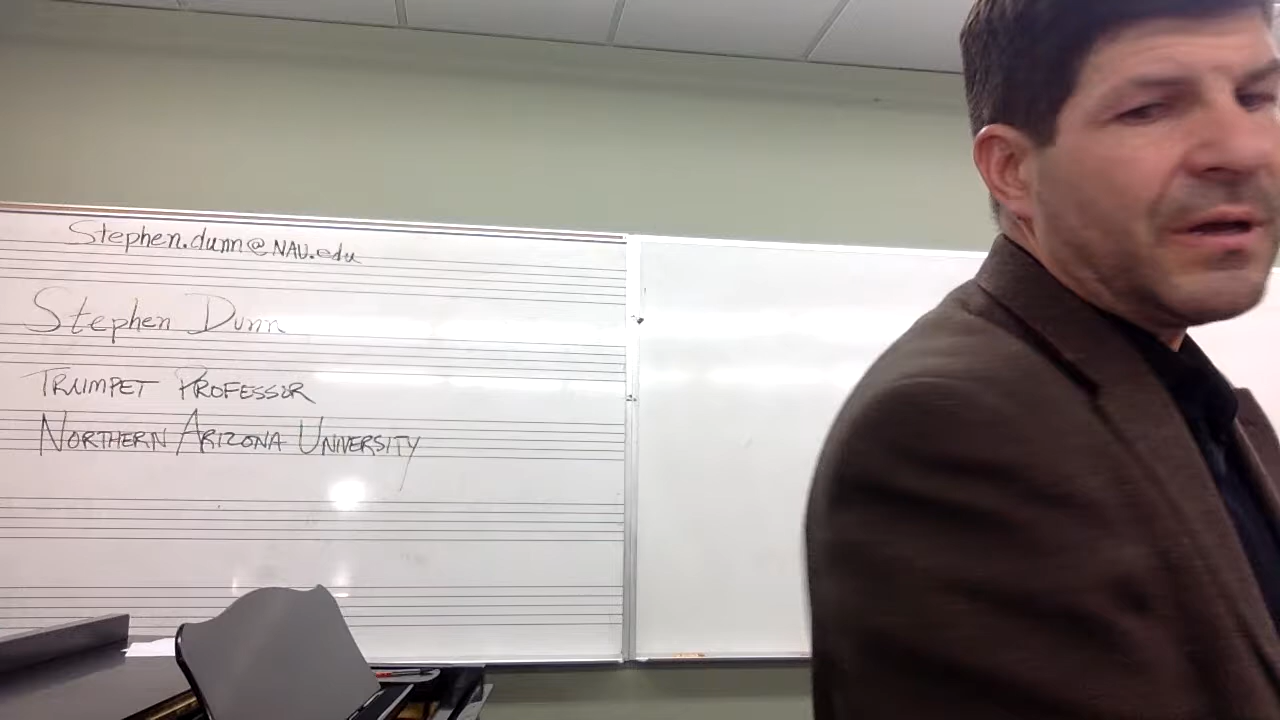 Stephen.dunn@NAU.edu
Stephen Dunn
TRUMPET PROFESSOR
NORTHERN ARIZONA UNIVERSITY